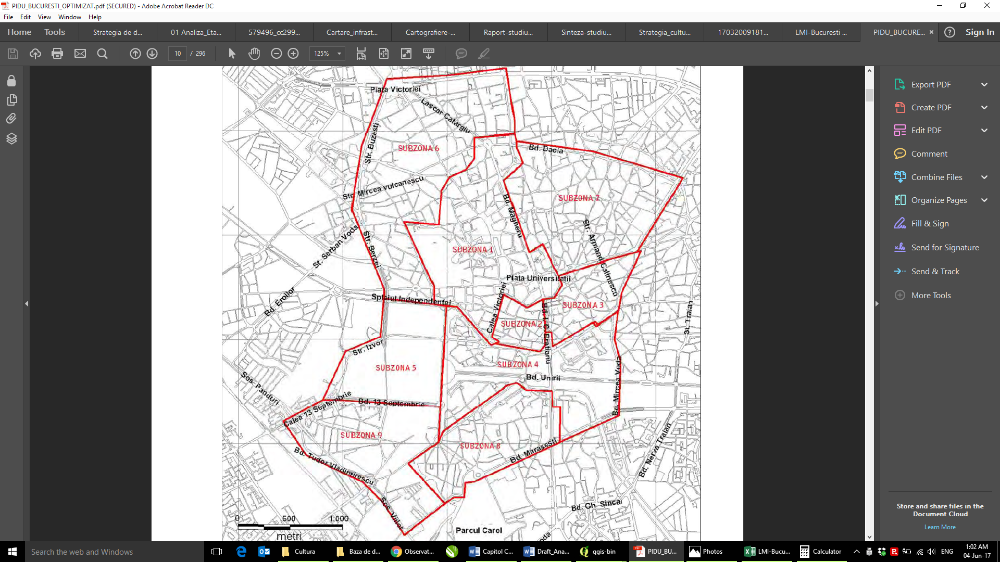 PIDU_BUCURESTI_OPTIMIZAT.pdf (SECURED) - Adobe Acrobat Reader DC
File Edit View Window Help
Home Tools Strategia de d... 01 Analiza_Eta... 579496_cc299... Cartare_infrast... Cartografiere-... Raport-studiu... Sinteza-studiu... Strategia_cultu... 17032009181... LMI-Bucuresti ... PIDU_BUCURE... Sign In
10 / 296 125%
Piata Victoriei
Lascar Catargiu
Str. Buzesti
SUBZONA 6
Bd. Dacia
Str. Mircea vulcanescu
SUBZONA 7
Bd. Magheru
Str. Armand Calinescu
St. Serban Voda
Str. Berzei
SUBZONA 1
Piata Universitatii
Bd. Eroilor
Splaiul Independentei
Calea Victoriei
SUBZONA 3
Bd. I. C. Bratianu
SUBZONA 2
St. Traian
Str. Izvor
SUBZONA 5
SUBZONA 4
Bd. Unirii
Bd. Mircea Voda
Sos. Panduri
Calea 13 Septembrie
Bd. 13 Septembrie
SUBZONA 9
SUBZONA 8
Bd. Marasesti
Bd. Tudor Vladimirescu
Bd. Nerva Traian
Sos. Viilor
Bd. Gh. Sincai
Parcul Carol
oda
0 500 1,000
metri
Export PDF
Create PDF
Edit PDF
Comment
Combine Files
Organize Pages
Fill & Sign
Send for Signature
Send & Track
More Tools
Store and share files in the
Document Cloud
Learn More
Search the web and Windows Cultura Baza de d... Observat... Capitol C... Draft_Ana... qgis-bin PIDU_BU... Photos LMI-Bucu... Calculator ENG 1:02 AM
04-Jun-17